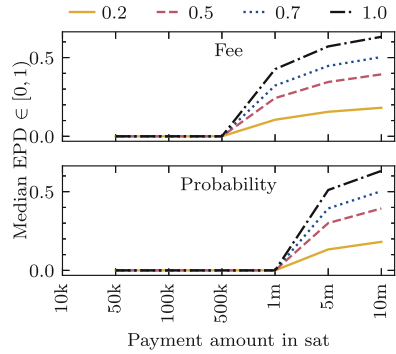 0.2 0.5 0.7 1.0
Median EPD ∈ [0, 1)
Fee
0.5
0.0
Probability
0.5
0.0
10k 50k 100k 500k 1m 5m 10m
Payment amount in sat